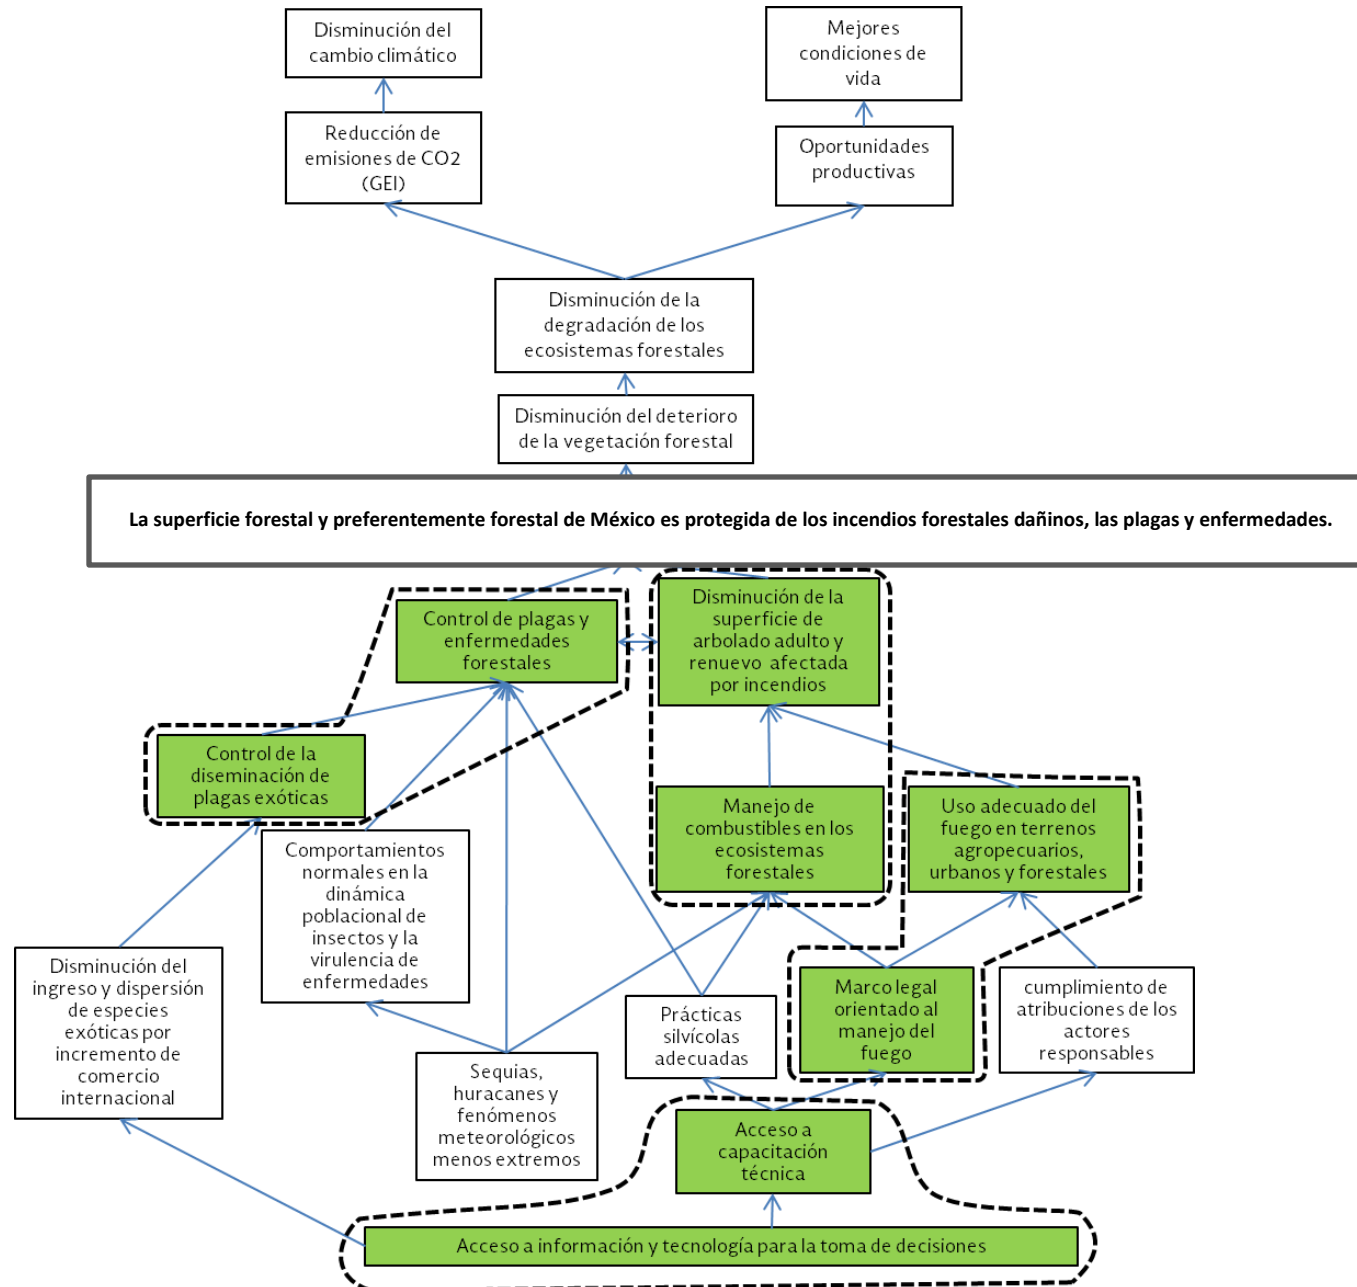 Disminución del
cambio climático
Mejores
condiciones de
vida
Reducción de
emisiones de CO2
(GEI)
Oportunidades
productivas
Disminución de la
degradación de los
ecosistemas forestales
Disminución del deterioro
de la vegetación forestal
La superficie forestal y preferentemente forestal de México es protegida de los incendios forestales dañinos, las plagas y enfermedades.
Control de plagas y
enfermedades
forestales
Disminución de la
superficie de
arbolado adulto y
renuevo afectada
por incendios
Control de la
diseminación de
plagas exóticas
Manejo de
combustibles en los
ecosistemas
forestales
Uso adecuado del
fuego en terrenos
agropecuarios,
urbanos y forestales
Comportamientos
normales en la
dinámica
poblacional de
insectos y la
virulencia de
enfermedades
Disminución del
ingreso y dispersión
de especies
exóticas por
incremento de
comercio
internacional
Sequias,
huracanes y
fenómenos
meteorológicos
menos extremos
Prácticas
silvícolas
adecuadas
Marco legal
orientado al
manejo del
fuego
cumplimiento de
atribuciones de los
actores
responsables
Acceso a
capacitación
técnica
Acceso a información y tecnología para la toma de decisiones